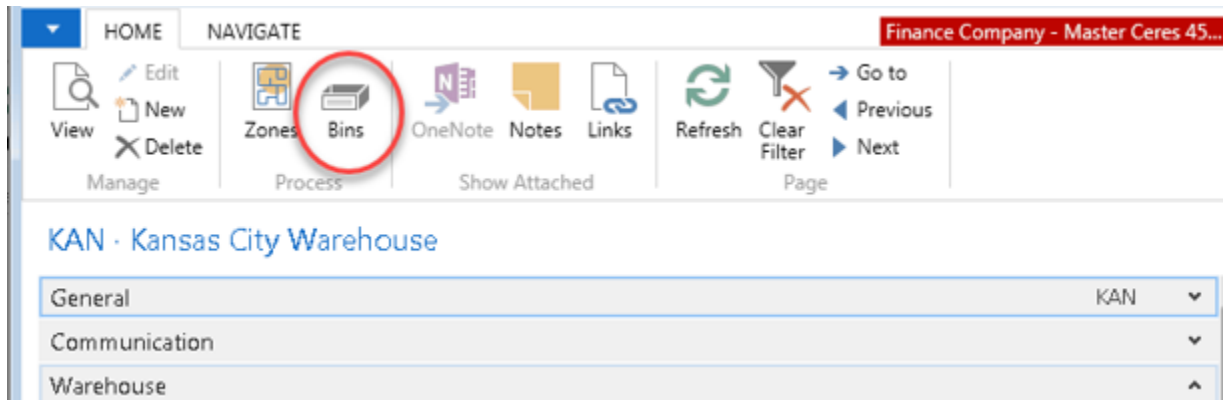 HOME NAVIGATE
Finance Company - Master Ceres 45...
View
Edit
New
Delete
Manage
Zones
Bins
Process
OneNote
Notes
Links
Show Attached
Refresh
Clear
Filter
Go to
Previous
Next
Page
KAN · Kansas City Warehouse
General KAN
Communication
Warehouse